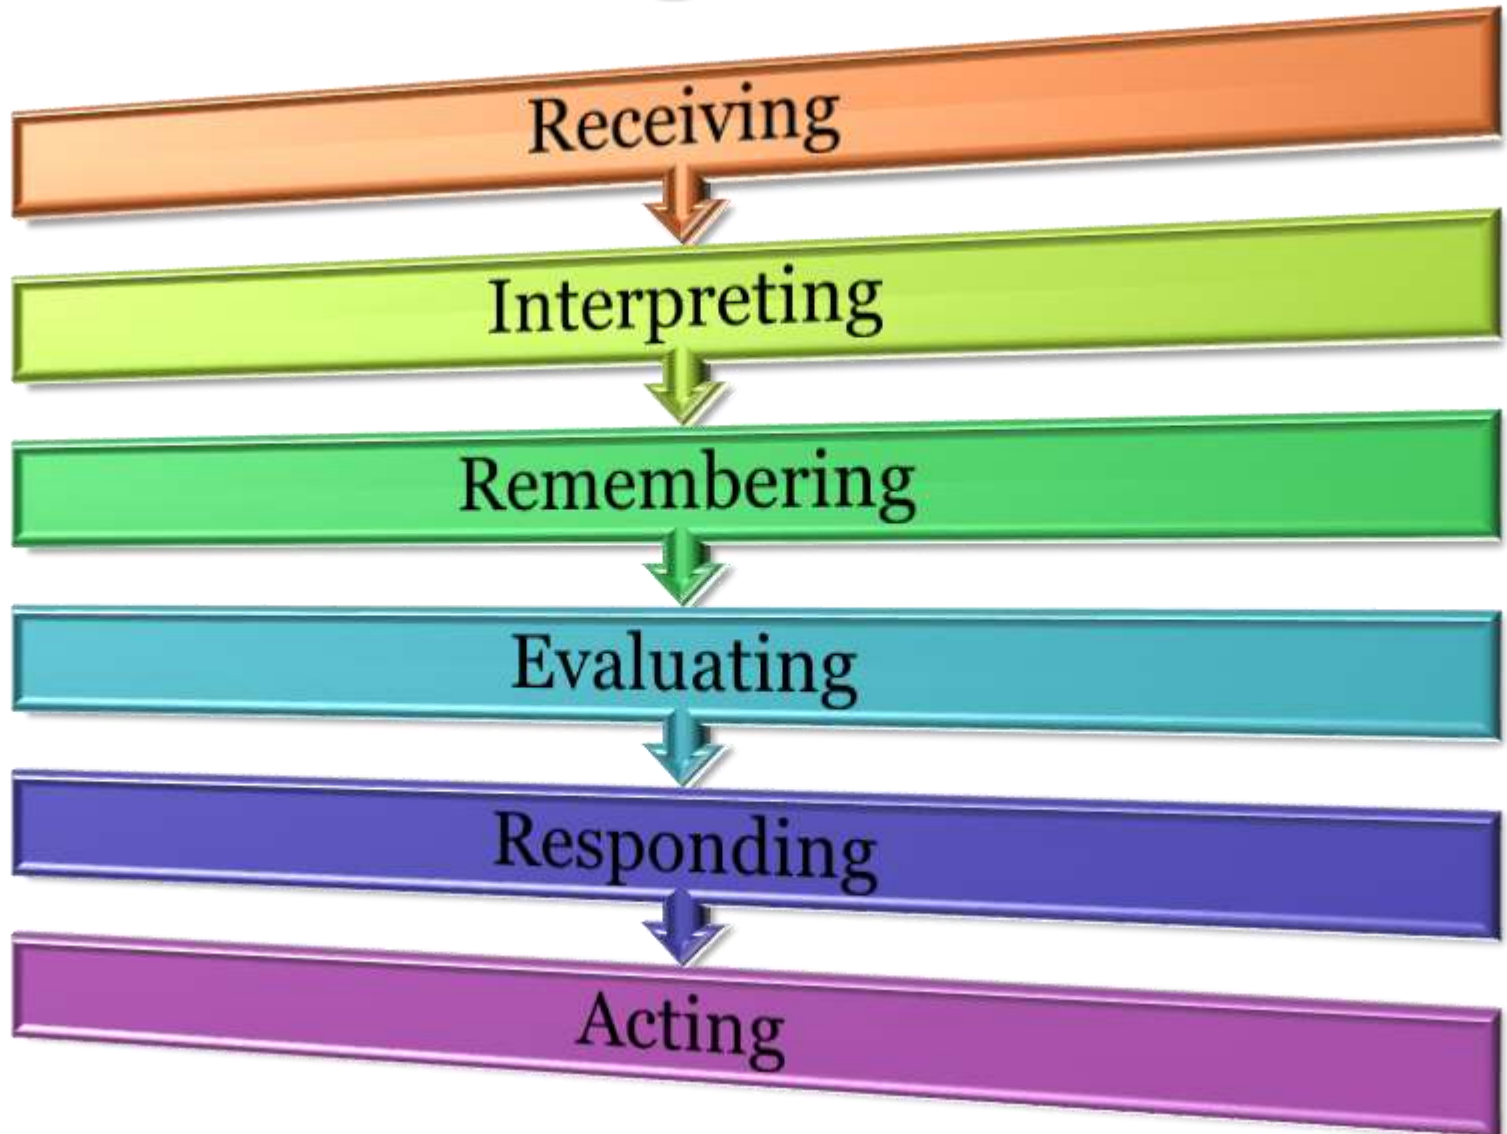 Receiving
Interpreting
Remembering
Evaluating
Responding
Acting